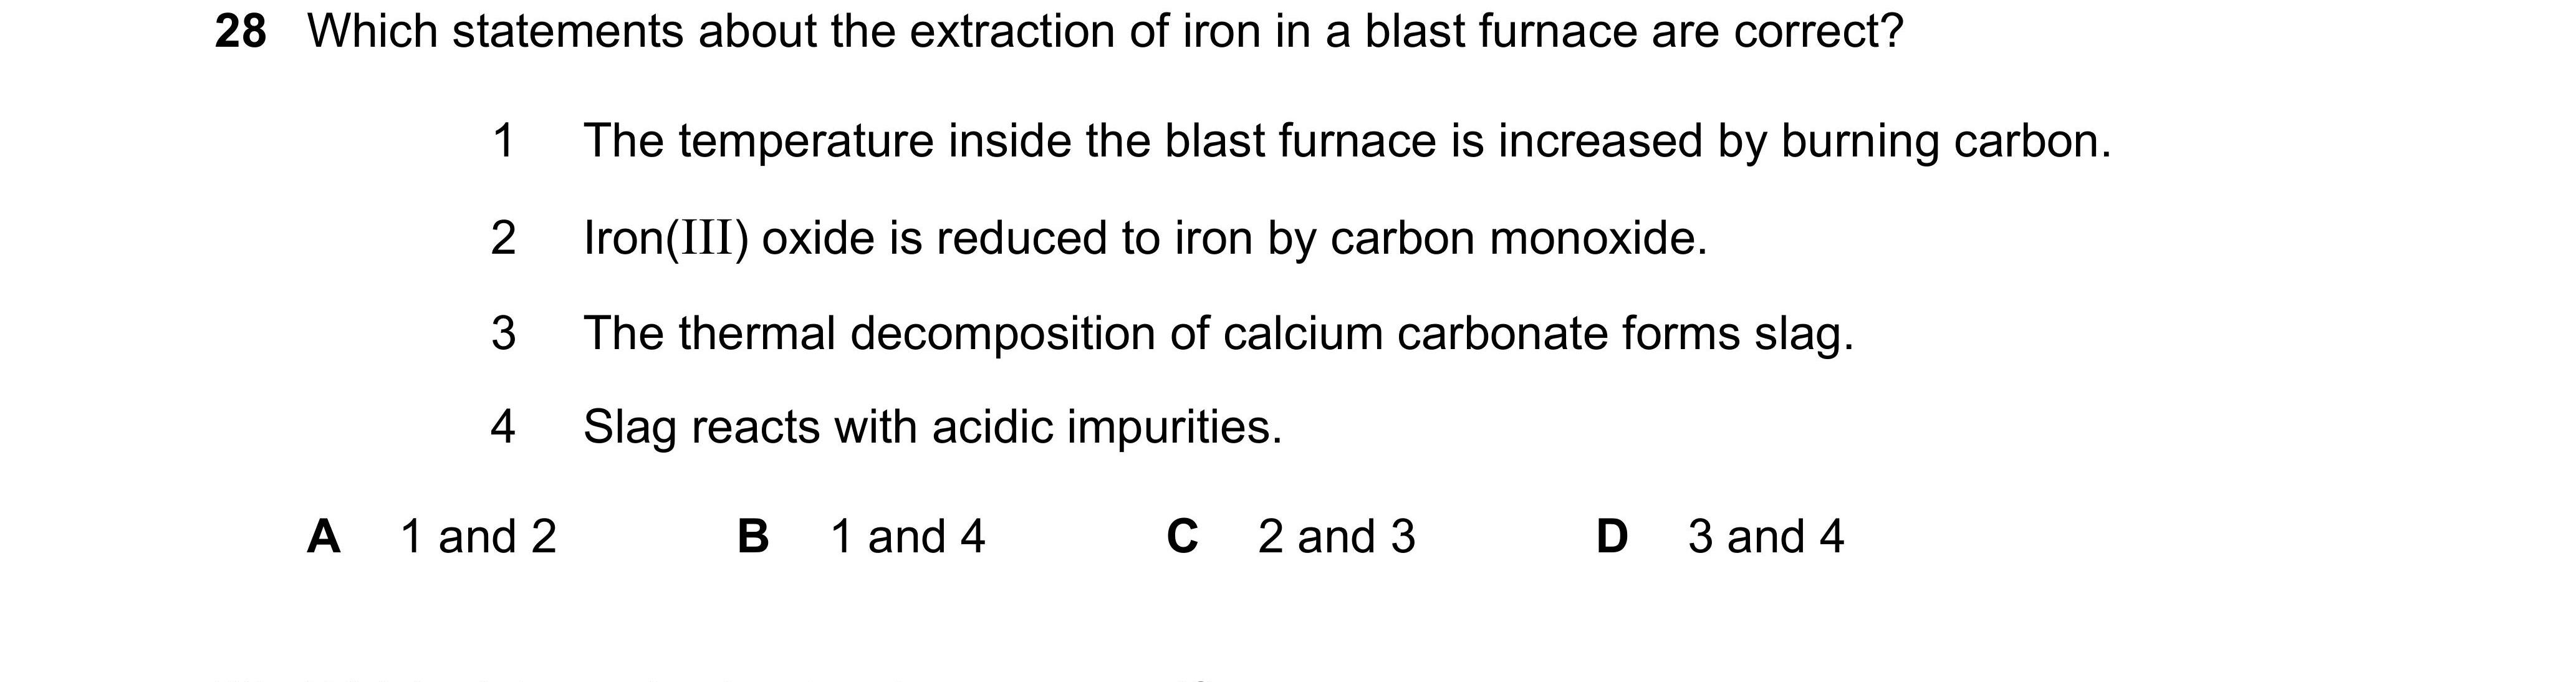 28 Which statements about the extraction of iron in a blast furnace are correct?
1 The temperature inside the blast furnace is increased by burning carbon.
2 Iron(III) oxide is reduced to iron by carbon monoxide.
3 The thermal decomposition of calcium carbonate forms slag.
4 Slag reacts with acidic impurities.
A 1 and 2 B 1 and 4 C 2 and 3 D 3 and 4